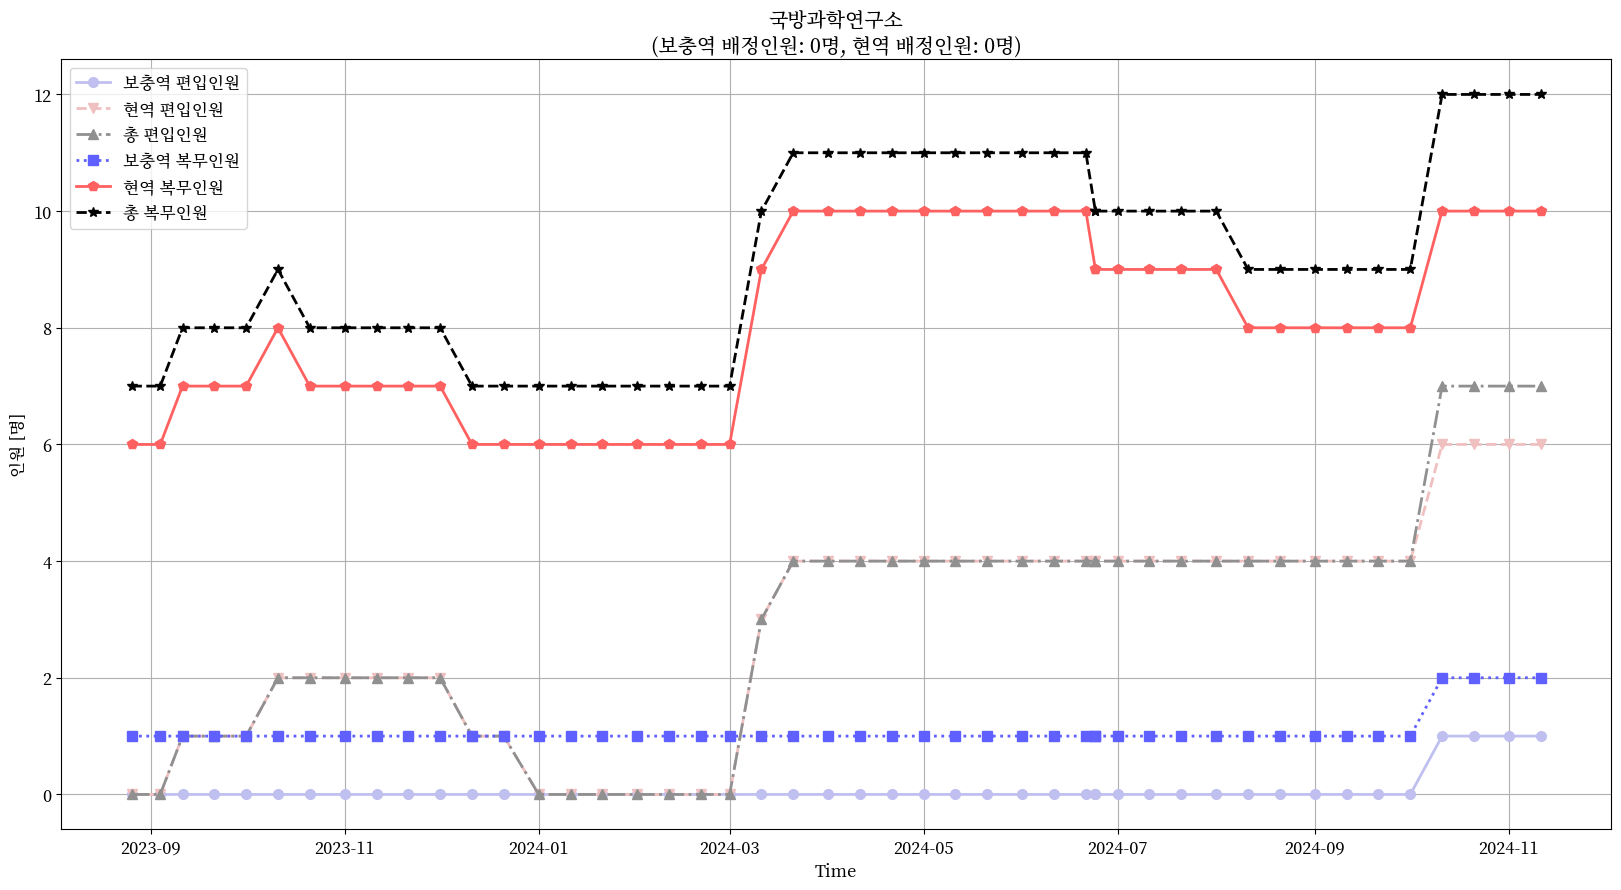 국방과학연구소
(보충역 배정인원: 0명, 현역 배정인원: 0명)
보충역 편입인원
현역 편입인원
총 편입인원
보충역 복무인원
현역 복무인원
총 복무인원
인원 [명]
12
10
8
6
4
2
0
2023-09
2023-11
2024-01
2024-03
2024-05
2024-07
2024-09
2024-11
Time